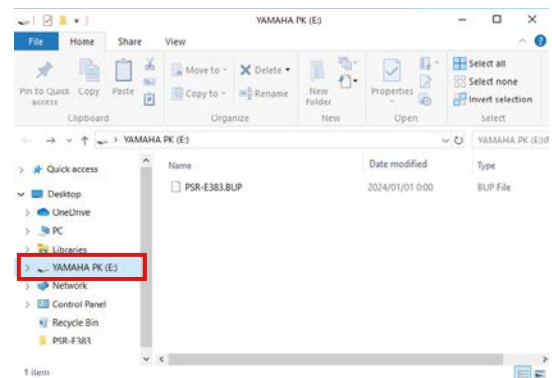 YAMAHA PK (E:)
File Home Share View
Pin to Quick access
Copy
Paste
Move to
Copy to
Delete
Rename
New folder
Properties
Select all
Select none
Invert selection
Clipboard Organize New Open Select
YAMAHA PK (E:)
YAMAHA PK (E:)
Quick access
Desktop
OneDrive
PC
Libraries
YAMAHA PK (E:)
Network
Control Panel
Recycle Bin
PSR-E383
Name Date modified Type
PSR-E383.BUP 2024/01/01 0:00 BUP File
1 item